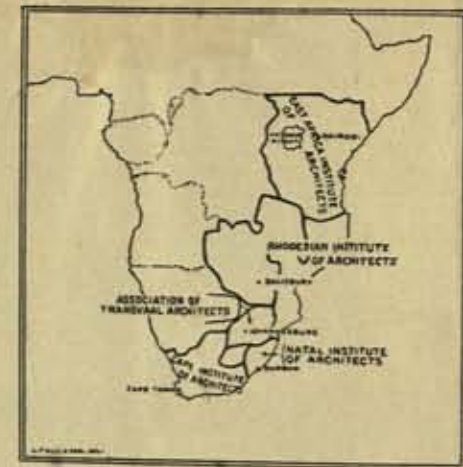 EAST AFRICA INSTITUTE
OF
ARCHITECTS
NAIROBI
RHODESIAN INSTITUTE
OF ARCHITECTS
SALISBURY
ASSOCIATION OF
TRANSVAAL ARCHITECTS
JOHANNESBURG
NATAL INSTITUTE
OF ARCHITECTS
DURBAN
CAPE INSTITUTE
OF ARCHITECTS
CAPE TOWN